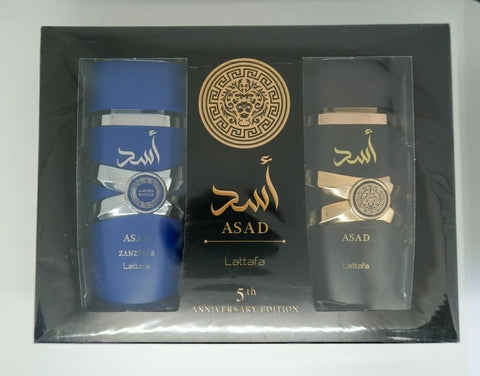 أسد
LIMITED
EDITION
ASAD
ZANZIBAR
Lattafa
أسد
ASAD
Lattafa
5th
ANNIVERSARY EDITION
أسد
ASAD
Lattafa